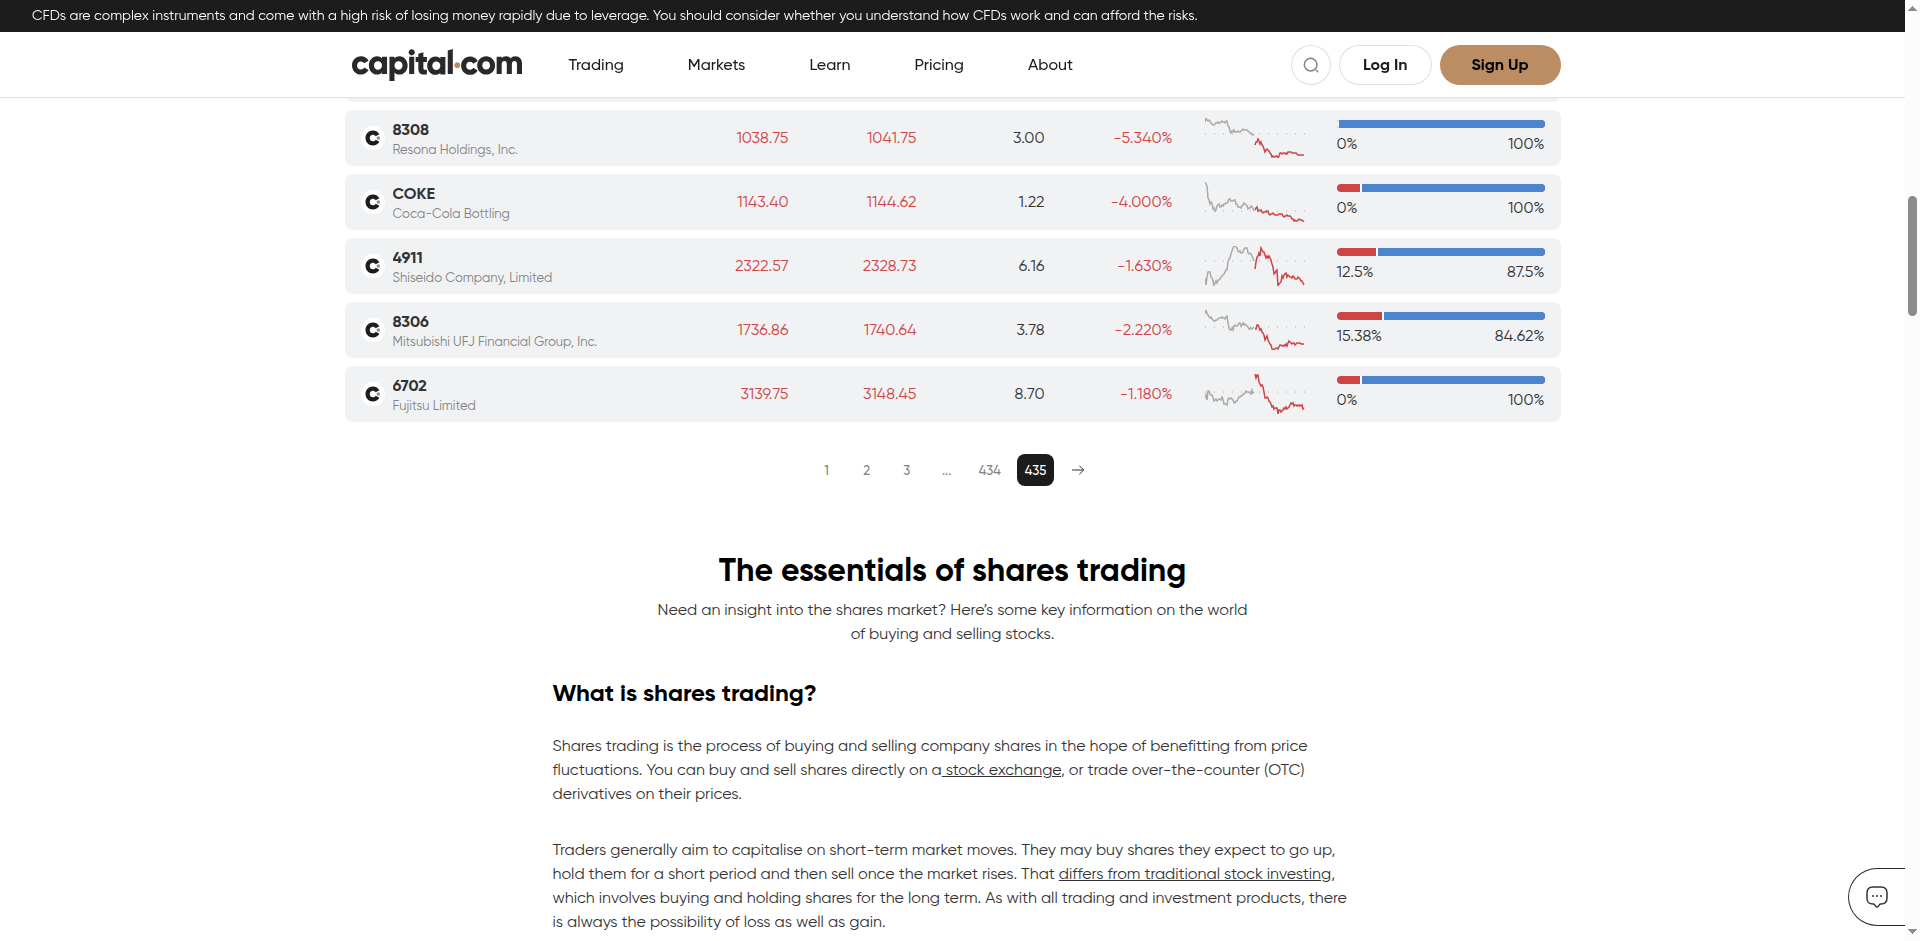 CFDs are complex instruments and come with a high risk of losing money rapidly due to leverage. You should consider whether you understand how CFDs work and can afford the risks.
capital.com Trading Markets Learn Pricing About Log In Sign Up
8308
Resona Holdings, Inc.
1038.75 1041.75 3.00 -5.340%
0% 100%
COKE
Coca-Cola Bottling
1143.40 1144.62 1.22 -4.000%
0% 100%
4911
Shiseido Company, Limited
2322.57 2328.73 6.16 -1.630%
12.5% 87.5%
8306
Mitsubishi UFJ Financial Group, Inc.
1736.86 1740.64 3.78 -2.220%
15.38% 84.62%
6702
Fujitsu Limited
3139.75 3148.45 8.70 -1.180%
0% 100%
1 2 3 ... 434 435 →
The essentials of shares trading
Need an insight into the shares market? Here’s some key information on the world
of buying and selling stocks.
What is shares trading?
Shares trading is the process of buying and selling company shares in the hope of benefitting from price
fluctuations. You can buy and sell shares directly on a stock exchange, or trade over-the-counter (OTC)
derivatives on their prices.
Traders generally aim to capitalise on short-term market moves. They may buy shares they expect to go up,
hold them for a short period and then sell once the market rises. That differs from traditional stock investing,
which involves buying and holding shares for the long term. As with all trading and investment products, there
is always the possibility of loss as well as gain.